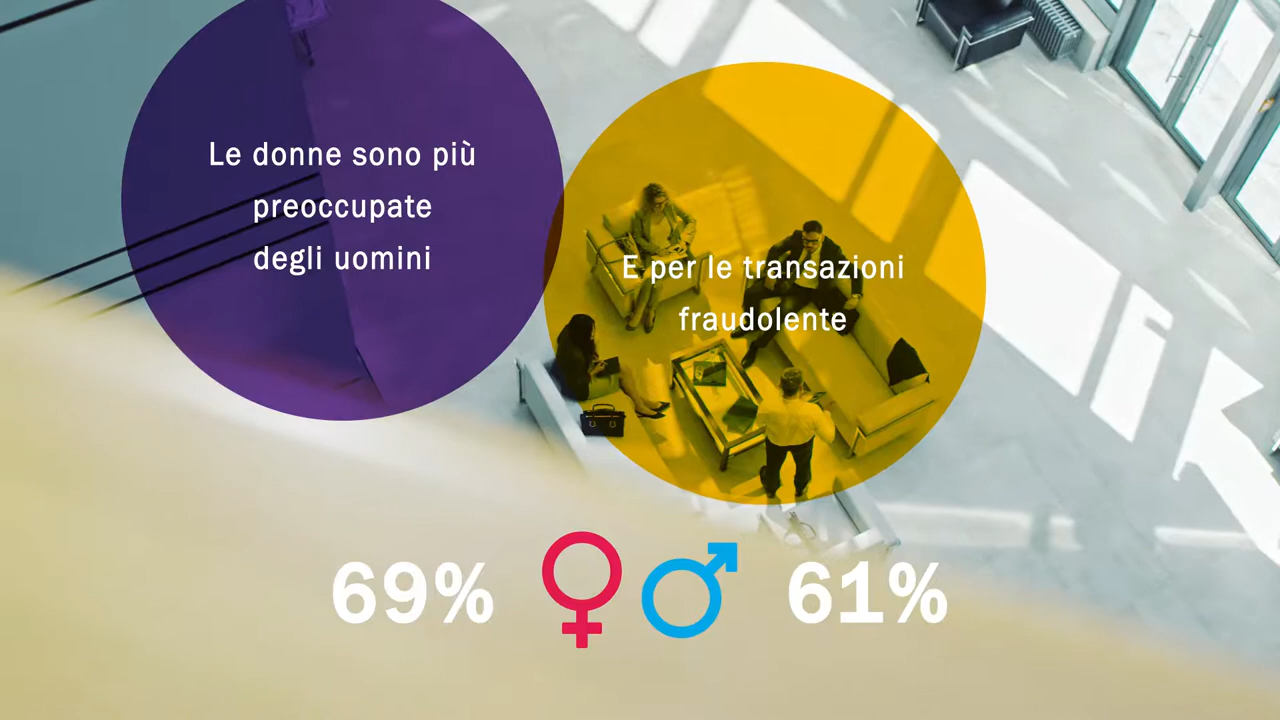 Le donne sono più
preoccupate
degli uomini
E per le transazioni
fraudolente
69%
61%